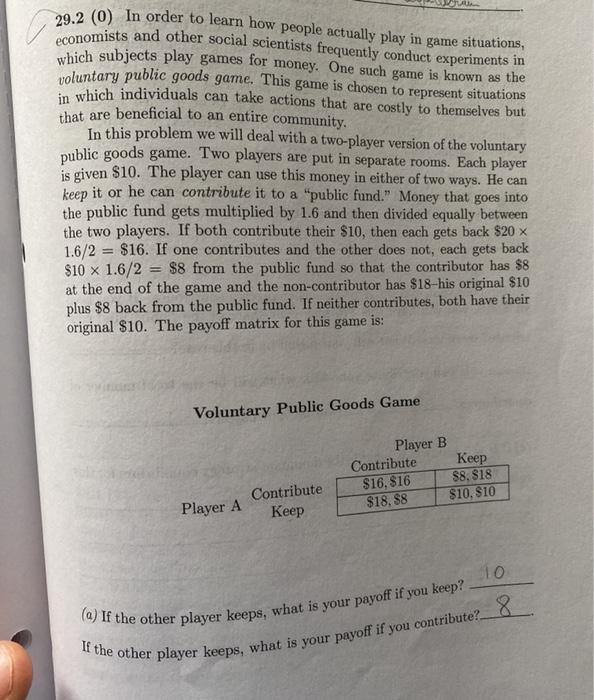 29.2 (0) In order to learn how people actually play in game situations,
economists and other social scientists frequently conduct experiments in
which subjects play games for money. One such game is known as the
voluntary public goods game. This game is chosen to represent situations
in which individuals can take actions that are costly to themselves but
that are beneficial to an entire community.
In this problem we will deal with a two-player version of the voluntary
public goods game. Two players are put in separate rooms. Each player
is given $10. The player can use this money in either of two ways. He can
keep it or he can contribute it to a "public fund." Money that goes into
the public fund gets multiplied by 1.6 and then divided equally between
the two players. If both contribute their $10, then each gets back $20 ×
1.6/2 = $16. If one contributes and the other does not, each gets back
$10 × 1.6/2 = $8 from the public fund so that the contributor has $8
at the end of the game and the non-contributor has $18–his original $10
plus $8 back from the public fund. If neither contributes, both have their
original $10. The payoff matrix for this game is:
Voluntary Public Goods Game
Player B
Contribute Keep
Player A Contribute $16, $16 $8, $18
Keep $18, $8 $10, $10
(a) If the other player keeps, what is your payoff if you keep? 10
If the other player keeps, what is your payoff if you contribute? 8